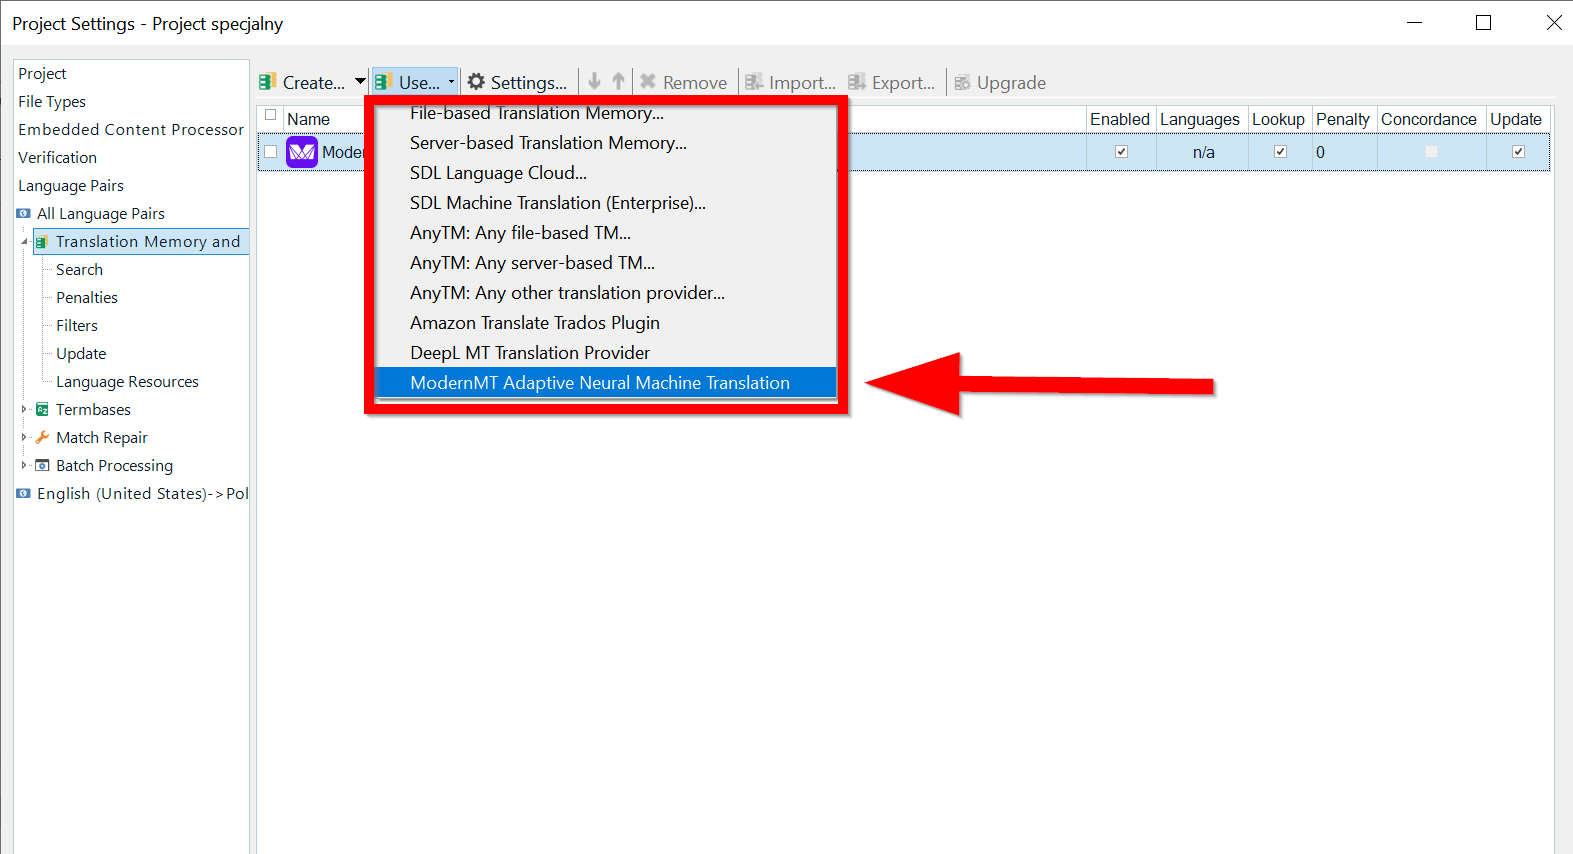 Project Settings - Project specjalny
Project
File Types
Embedded Content Processor
Verification
Language Pairs
All Language Pairs
Translation Memory and
Search
Penalties
Filters
Update
Language Resources
Termbases
Match Repair
Batch Processing
English (United States)->Pol
Create... Use... Settings... Remove Import... Export... Upgrade
Name Enabled Languages Lookup Penalty Concordance Update
Moder n/a 0
File-based Translation Memory...
Server-based Translation Memory...
SDL Language Cloud...
SDL Machine Translation (Enterprise)...
AnyTM: Any file-based TM...
AnyTM: Any server-based TM...
AnyTM: Any other translation provider...
Amazon Translate Trados Plugin
DeepL MT Translation Provider
ModernMT Adaptive Neural Machine Translation